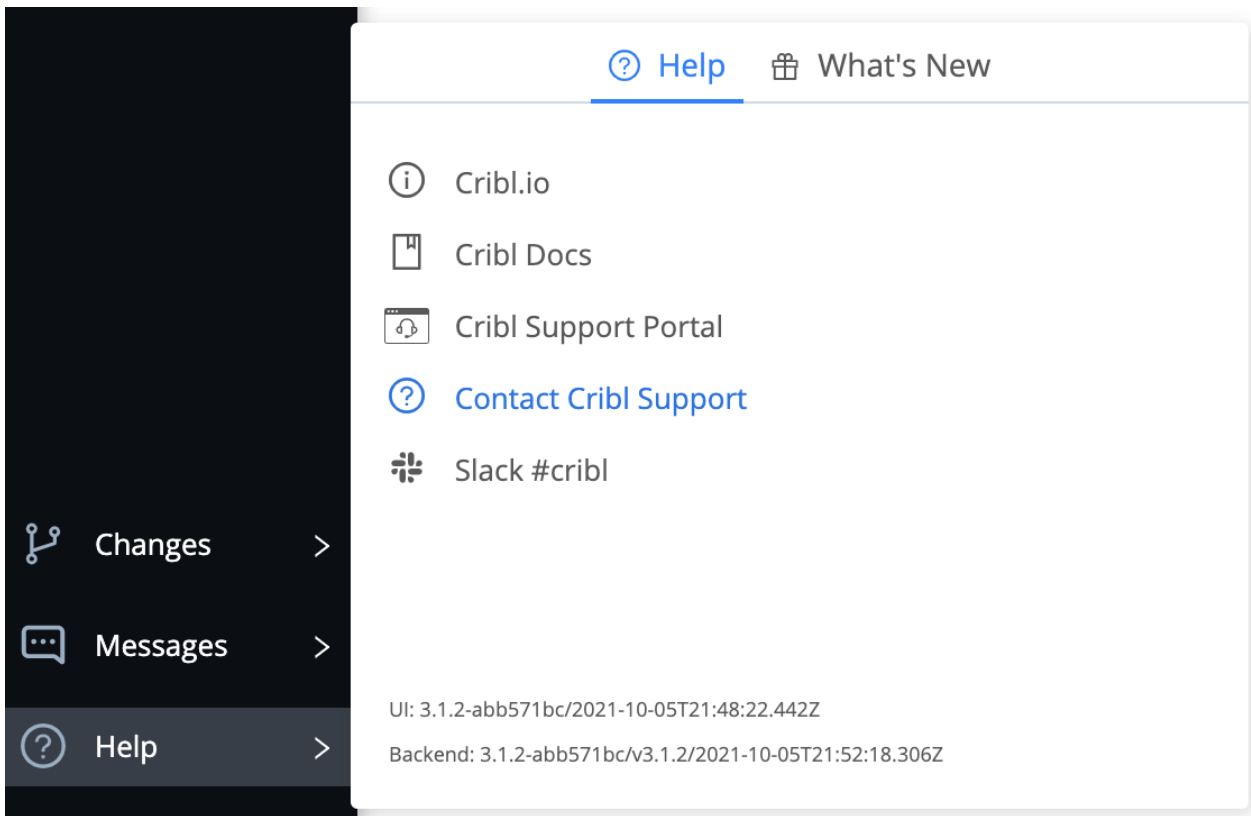 Help
What's New
Cribl.io
Cribl Docs
Cribl Support Portal
Contact Cribl Support
Slack #cribl
Changes
Messages
Help
UI: 3.1.2-abb571bc/2021-10-05T21:48:22.442Z
Backend: 3.1.2-abb571bc/v3.1.2/2021-10-05T21:52:18.306Z